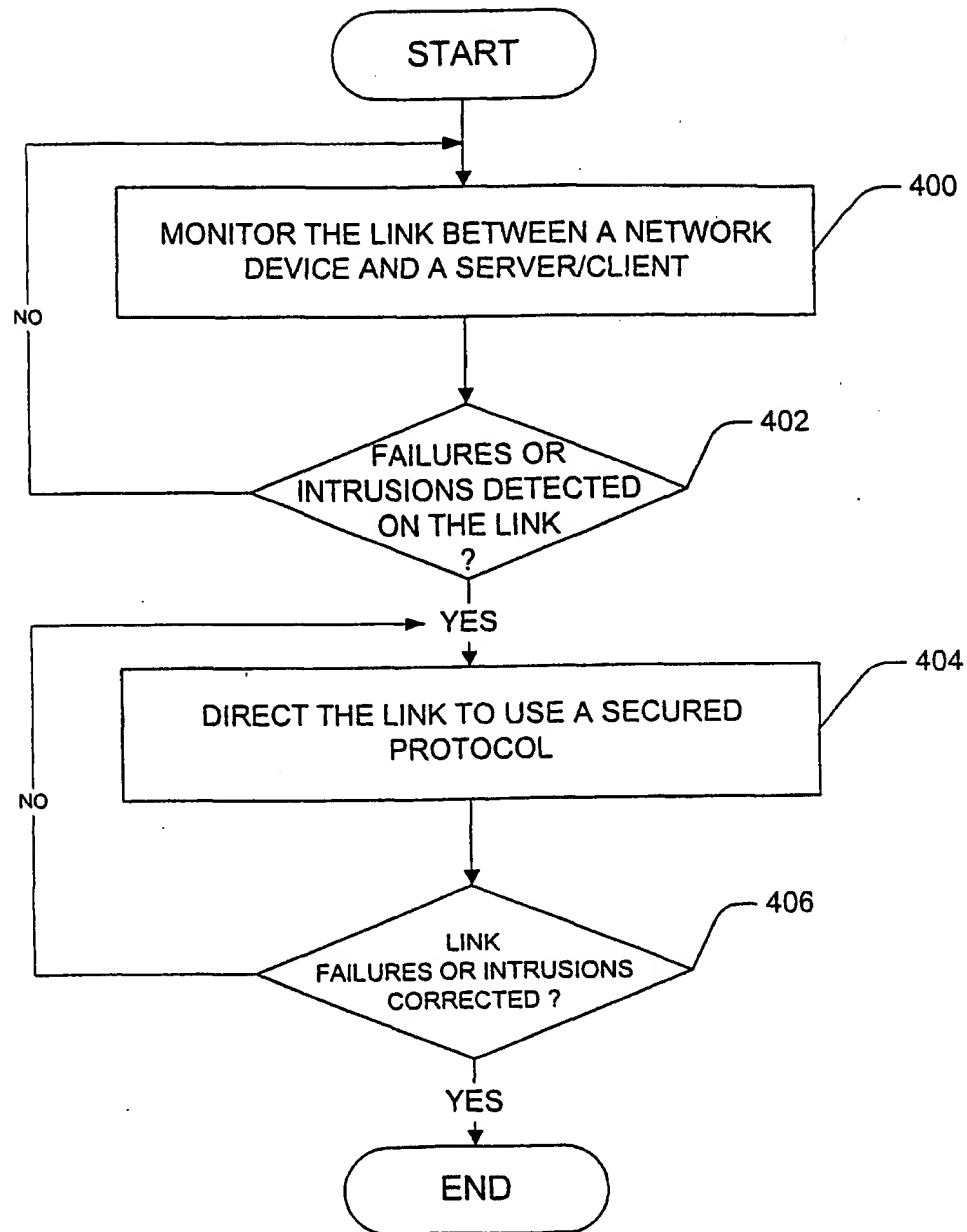 START
400
MONITOR THE LINK BETWEEN A NETWORK
DEVICE AND A SERVER/CLIENT
NO
402
FAILURES OR
INTRUSIONS DETECTED
ON THE LINK
?
YES
404
DIRECT THE LINK TO USE A SECURED
PROTOCOL
NO
406
LINK
FAILURES OR INTRUSIONS
CORRECTED ?
YES
END